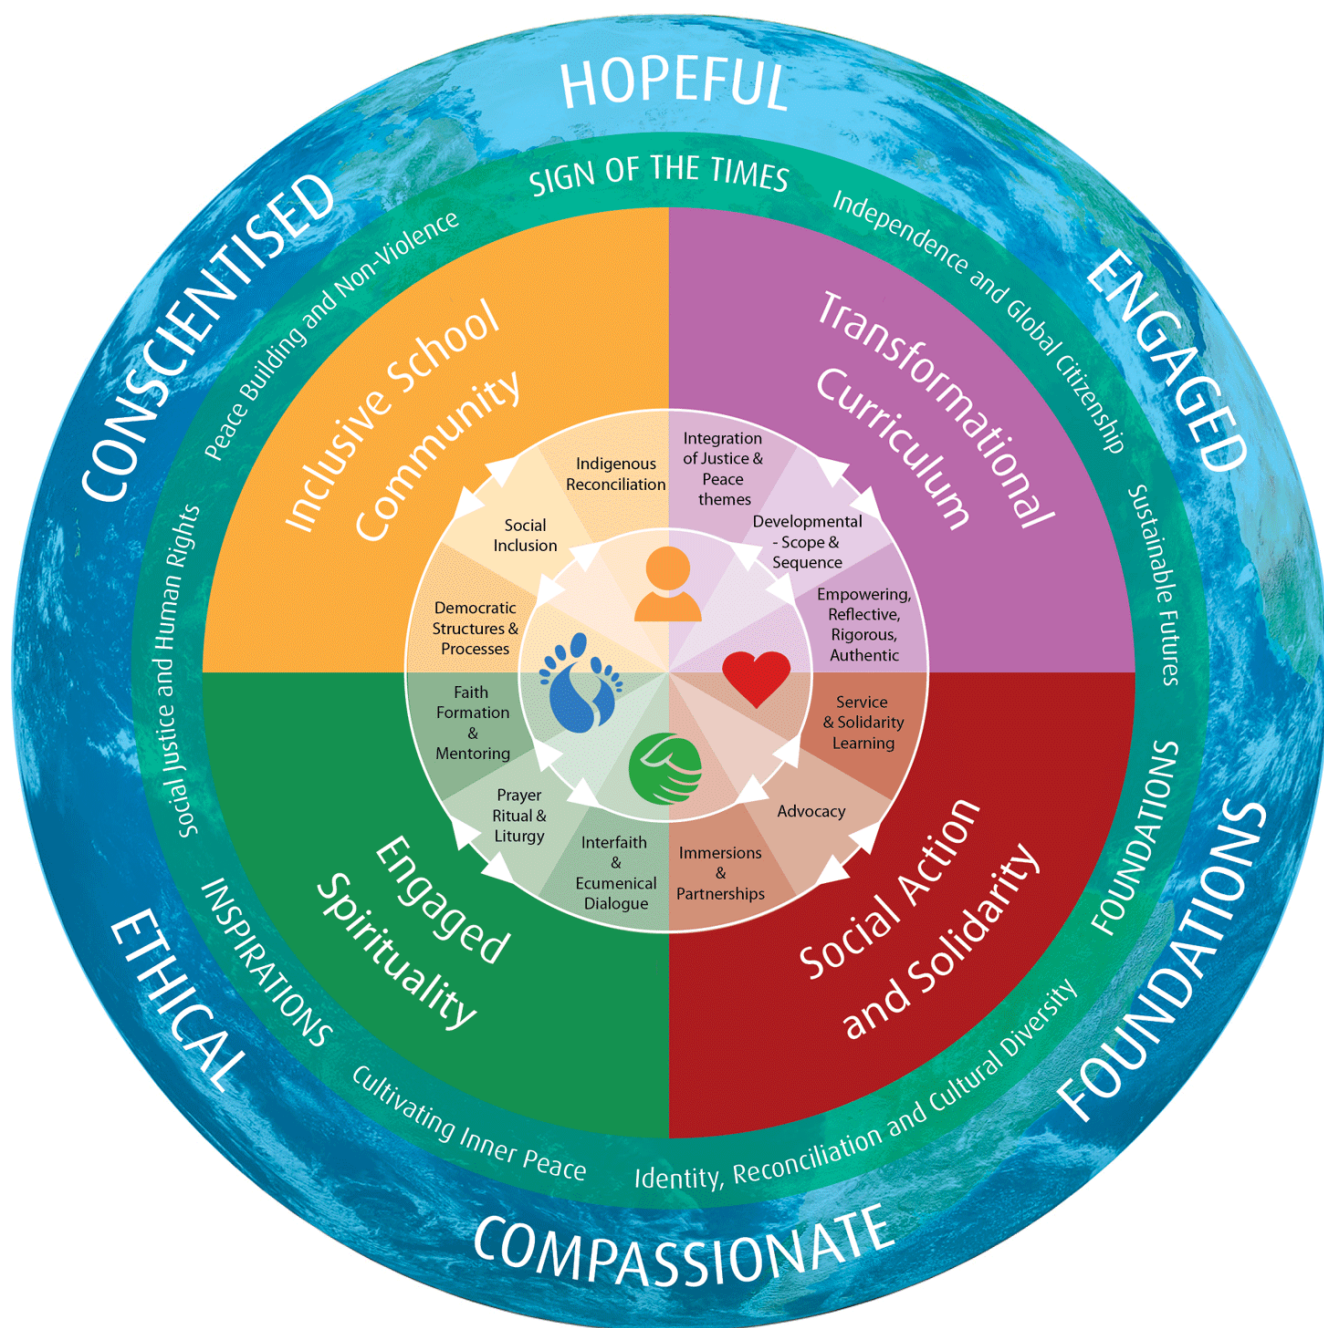 HOPEFUL
ENGAGED
FOUNDATIONS
COMPASSIONATE
ETHICAL
CONSCIENTISED
SIGN OF THE TIMES
Independence and Global Citizenship
Sustainable Futures
FOUNDATIONS
Identity, Reconciliation and Cultural Diversity
Cultivating Inner Peace
INSPIRATIONS
Social Justice and Human Rights
Peace Building and Non-Violence
Inclusive School
Community
Transformational
Curriculum
Social Action
and Solidarity
Engaged
Spirituality
Indigenous
Reconciliation
Social
Inclusion
Democratic
Structures &
Processes
Integration
of Justice &
Peace
themes
Developmental
- Scope &
Sequence
Empowering,
Reflective,
Rigorous,
Authentic
Service
& Solidarity
Learning
Advocacy
Immersions
&
Partnerships
Interfaith
&
Ecumenical
Dialogue
Prayer
Ritual &
Liturgy
Faith
Formation
&
Mentoring